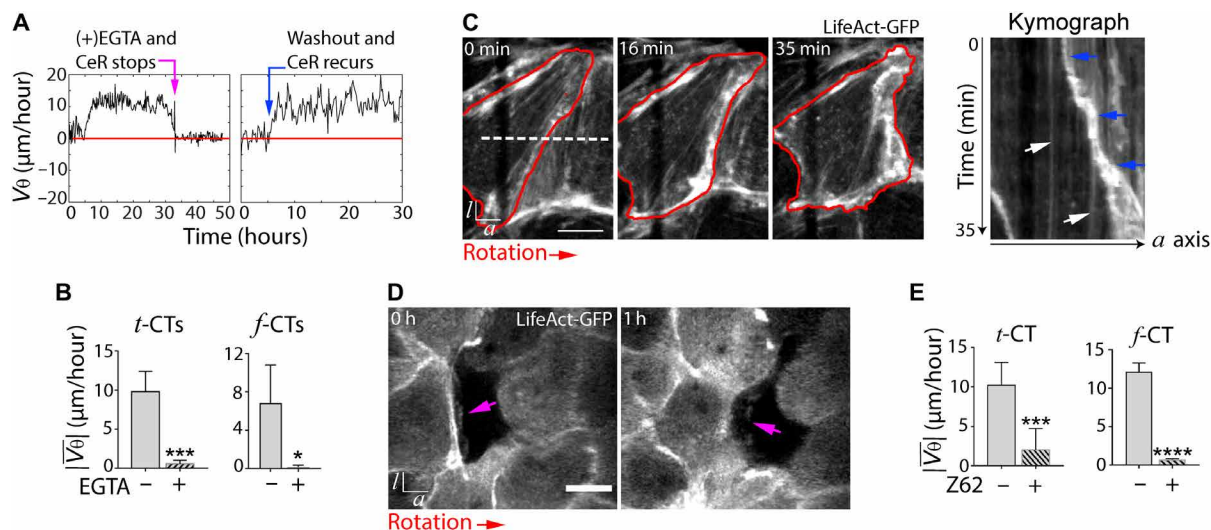 A
(+)EGTA and
CeR stops
Washout and
CeR recurs
Vθ (μm/hour)
20
10
0
−10
−20
0 10 20 30 40 50
0 10 20 30
Time (hours)
B
t-CTs
f-CTs
|Vθ| (μm/hour)
15
10
5
0
12
8
4
0
EGTA
− +
***
− +
*
C
LifeAct-GFP
0 min
16 min
35 min
l
a
Rotation
Kymograph
0
Time (min)
35
a axis
D
0 h
LifeAct-GFP
1 h
l
a
Rotation
E
t-CT
f-CT
|Vθ| (μm/hour)
15
10
5
0
15
10
5
0
Z62
− +
***
− +
****